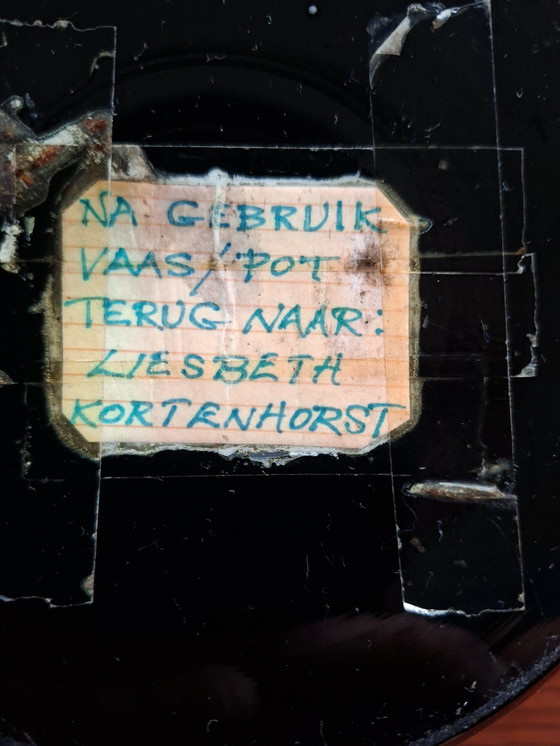 NA GEBRUIK
VAAS/POT
TERUG NAAR:
LIESBETH
KORTENHORST